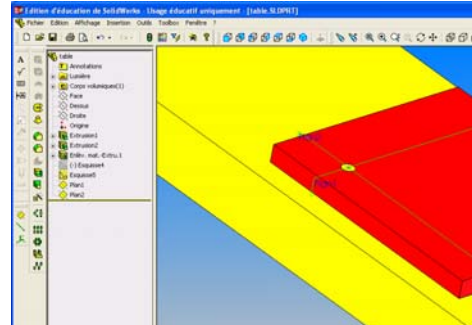 Edition d'éducation de SolidWorks - Usage éducatif uniquement - [table.SLDPRT]
Fichier Edition Affichage Insertion Outils Toolbox Fenêtre ?
table
Annotations
Lumière
Corps volumiques(1)
Face
Dessus
Droite
Origine
Extrusion1
Extrusion2
Enlèv. mat.-Extru.1
(-) Esquisse4
Esquisse5
Plan1
Plan2